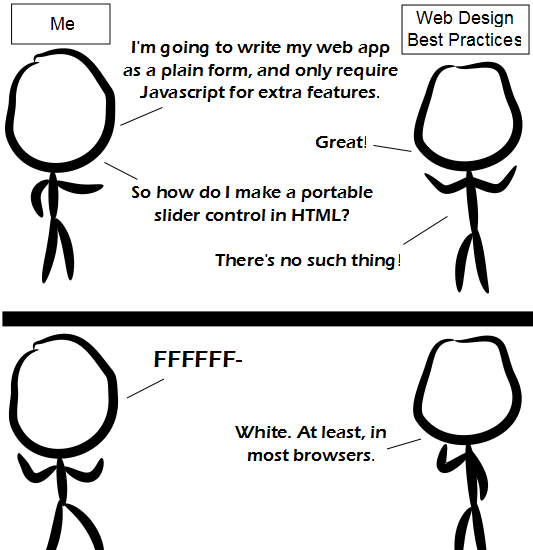 Me
Web Design
Best Practices
I'm going to write my web app
as a plain form, and only require
Javascript for extra features.
Great!
So how do I make a portable
slider control in HTML?
There's no such thing!
FFFFFF-
White. At least, in
most browsers.